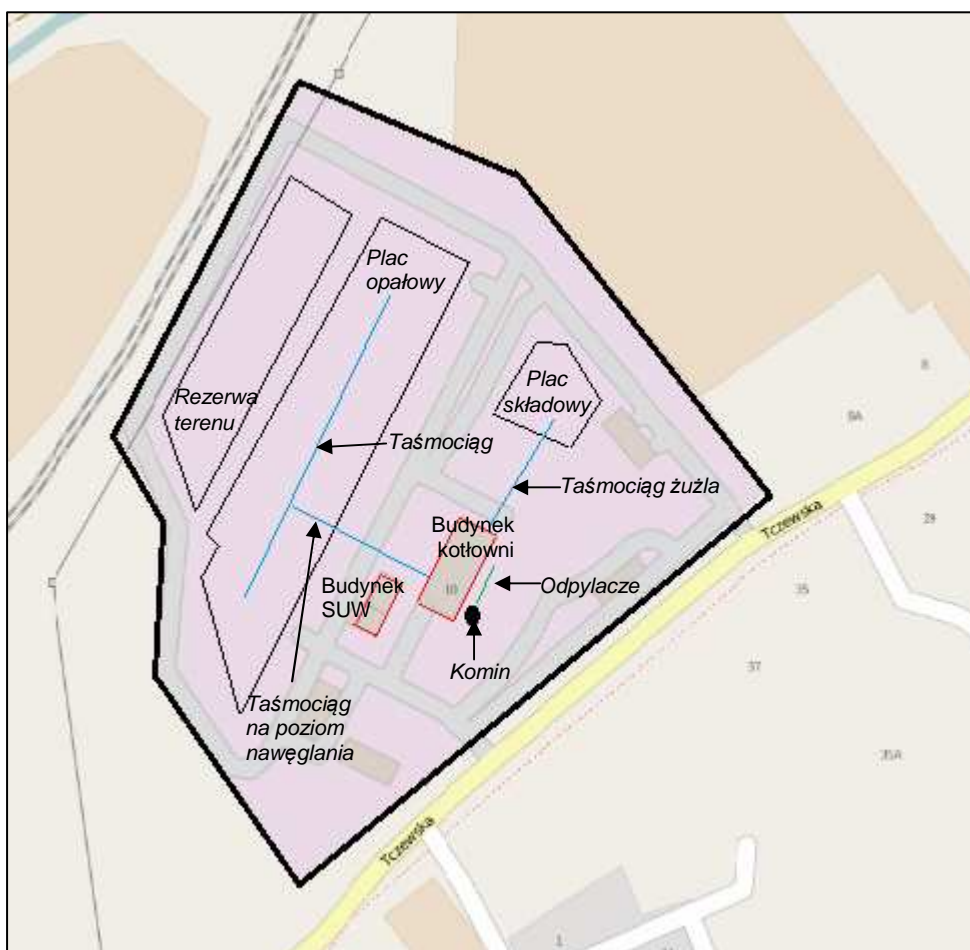 Plac
opałowy
Rezerwa
terenu
Plac
składowy
Taśmociąg
Taśmociąg żużla
Budynek
kotłowni
Budynek
SUW
10
Odpylacze
Komin
Taśmociąg
na poziom
nawęglania
8
8A
29
Tczewska
35
37
35A
Tczewska
1